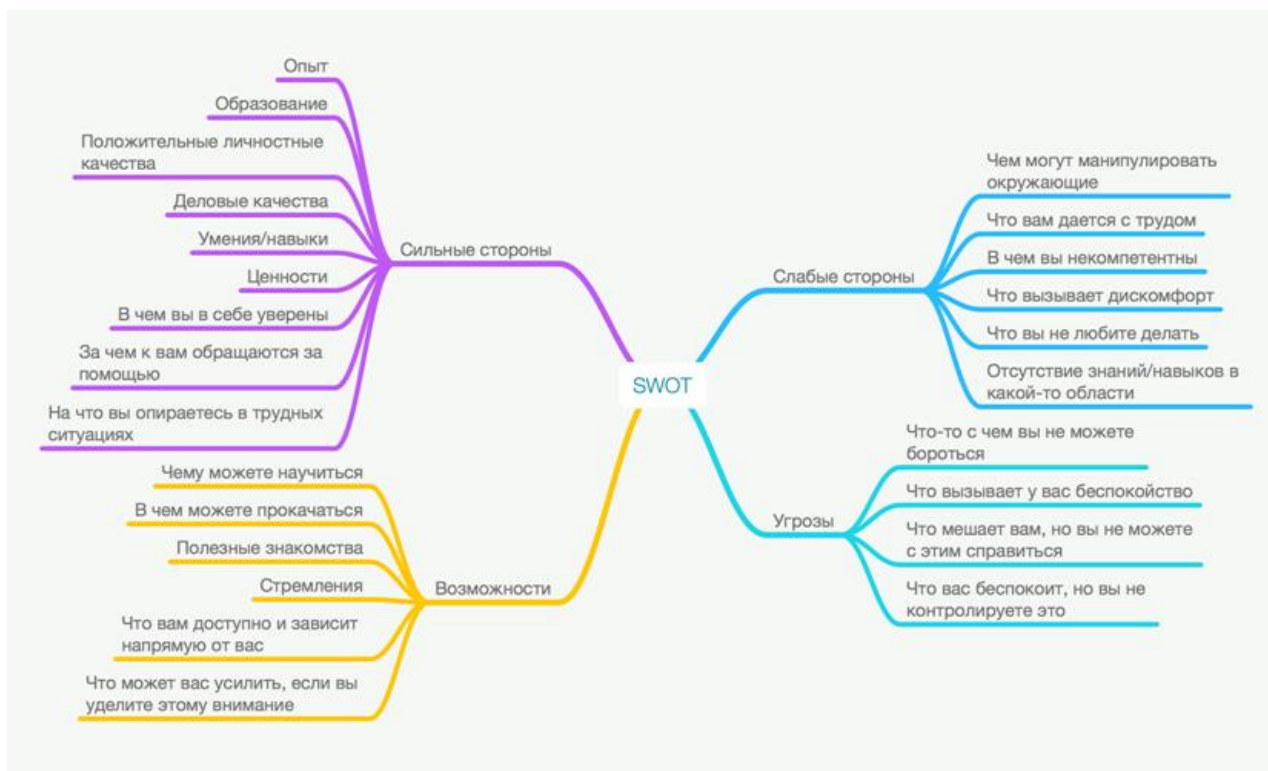 Опыт
Образование
Положительные личностные
качества
Деловые качества
Умения/навыки
Ценности
В чем вы в себе уверены
За чем к вам обращаются за
помощью
На что вы опираетесь в трудных
ситуациях
Сильные стороны
Чему можете научиться
В чем можете прокачаться
Полезные знакомства
Стремления
Что вам доступно и зависит
напрямую от вас
Что может вас усилить, если вы
уделите этому внимание
Возможности
SWOT
Слабые стороны
Чем могут манипулировать
окружающие
Что вам дается с трудом
В чем вы некомпетентны
Что вызывает дискомфорт
Что вы не любите делать
Отсутствие знаний/навыков в
какой-то области
Угрозы
Что-то с чем вы не можете
бороться
Что вызывает у вас беспокойство
Что мешает вам, но вы не можете
с этим справиться
Что вас беспокоит, но вы не
контролируете это